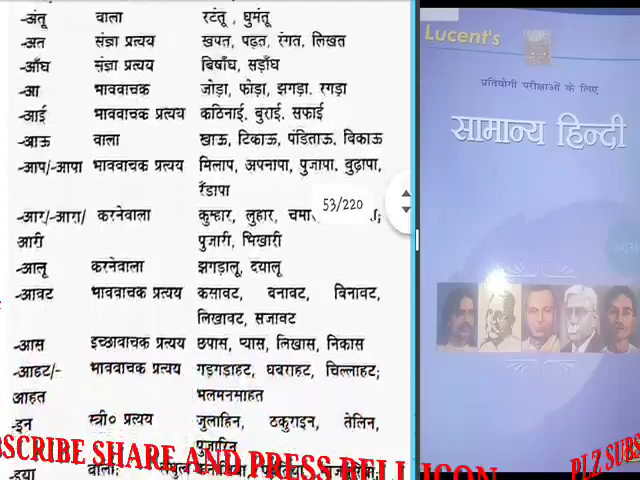 -अंतू वाला रटंतू , घुमंतू
-अत संज्ञा प्रत्यय खपत, पढ़त, रंगत, लिखत
-आँध संज्ञा प्रत्यय बिषाँध, सड़ाँध
-आ भाववाचक जोड़ा, फोड़ा, झगड़ा, रगड़ा
-आई भाववाचक प्रत्यय कठिनाई, बुराई, सफाई
-आऊ वाला खाऊ, टिकाऊ, पंडिताऊ, बिकाऊ
-आप/-आपा भाववाचक प्रत्यय मिलाप, अपनापा, पुजापा, बुढ़ापा,
रँडापा
53/220
-आर/-आरा/ करनेवाला कुम्हार, लुहार,
आरी पुजारी, भिखारी
-आलू करनेवाला झगड़ालू, दयालू
-आवट भाववाचक प्रत्यय कसावट, बनावट, बिनावट,
लिखावट, सजावट
-आस इच्छावाचक प्रत्यय छपास, प्यास, लिखास, निकास
-आहट/- भाववाचक प्रत्यय गड़गड़ाहट, घबराहट, चिल्लाहट;
आहत भलमनसाहत
-इन स्त्री० प्रत्यय जुलाहिन, ठकुराइन, तेलिन,
पुजारिन
-इया वाला;
SCRIBE SHARE AND PRESS BELL ICON
PLZ SUBS
Lucent's
प्रतियोगी परीक्षाओं के लिए
सामान्य हिन्दी